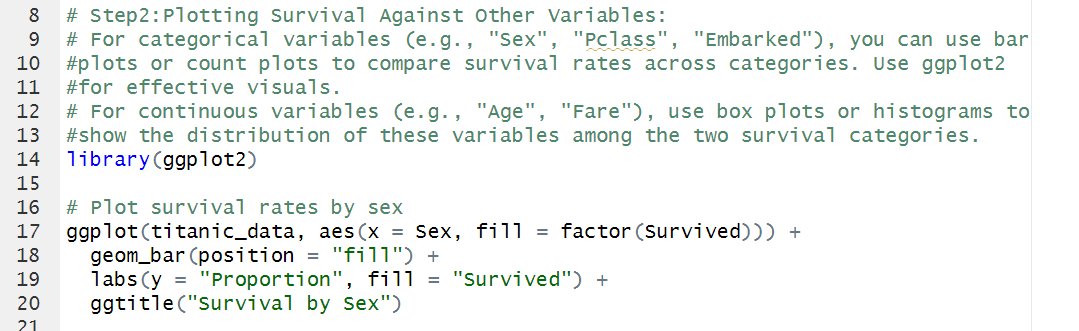 8 # Step2:Plotting Survival Against Other Variables:
9 # For categorical variables (e.g., "Sex", "Pclass", "Embarked"), you can use bar
10 #plots or count plots to compare survival rates across categories. Use ggplot2
11 #for effective visuals.
12 # For continuous variables (e.g., "Age", "Fare"), use box plots or histograms to
13 #show the distribution of these variables among the two survival categories.
14 library(ggplot2)
15
16 # Plot survival rates by sex
17 ggplot(titanic_data, aes(x = Sex, fill = factor(Survived))) +
18   geom_bar(position = "fill") +
19   labs(y = "Proportion", fill = "Survived") +
20   ggtitle("Survival by Sex")
21